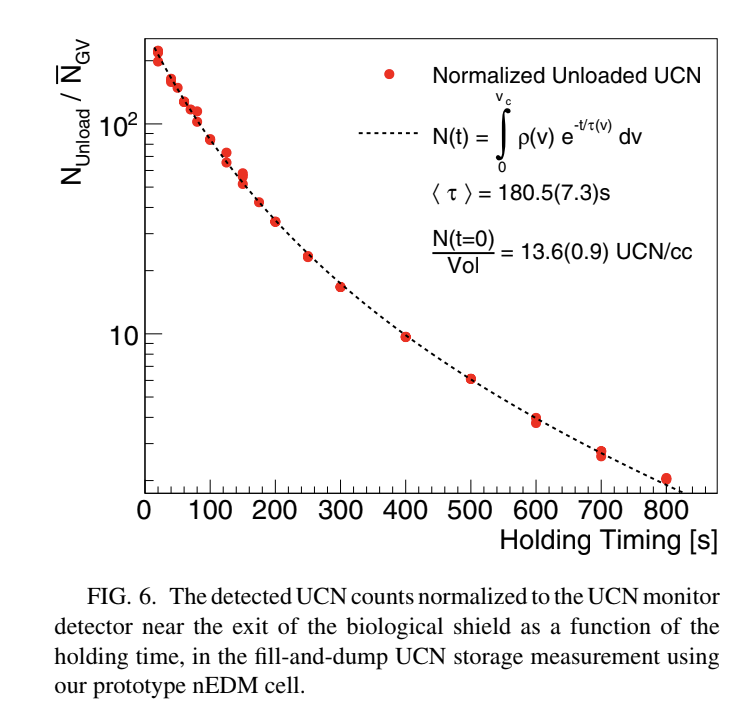 N_Unload / N̅_GV
10²
10
Normalized Unloaded UCN
N(t) = ∫₀^{v_c} ρ(v) e^{-t/τ(v)} dv
⟨ τ ⟩ = 180.5(7.3)s
N(t=0)/Vol = 13.6(0.9) UCN/cc
0 100 200 300 400 500 600 700 800
Holding Timing [s]
FIG. 6. The detected UCN counts normalized to the UCN monitor
detector near the exit of the biological shield as a function of the
holding time, in the fill-and-dump UCN storage measurement using
our prototype nEDM cell.